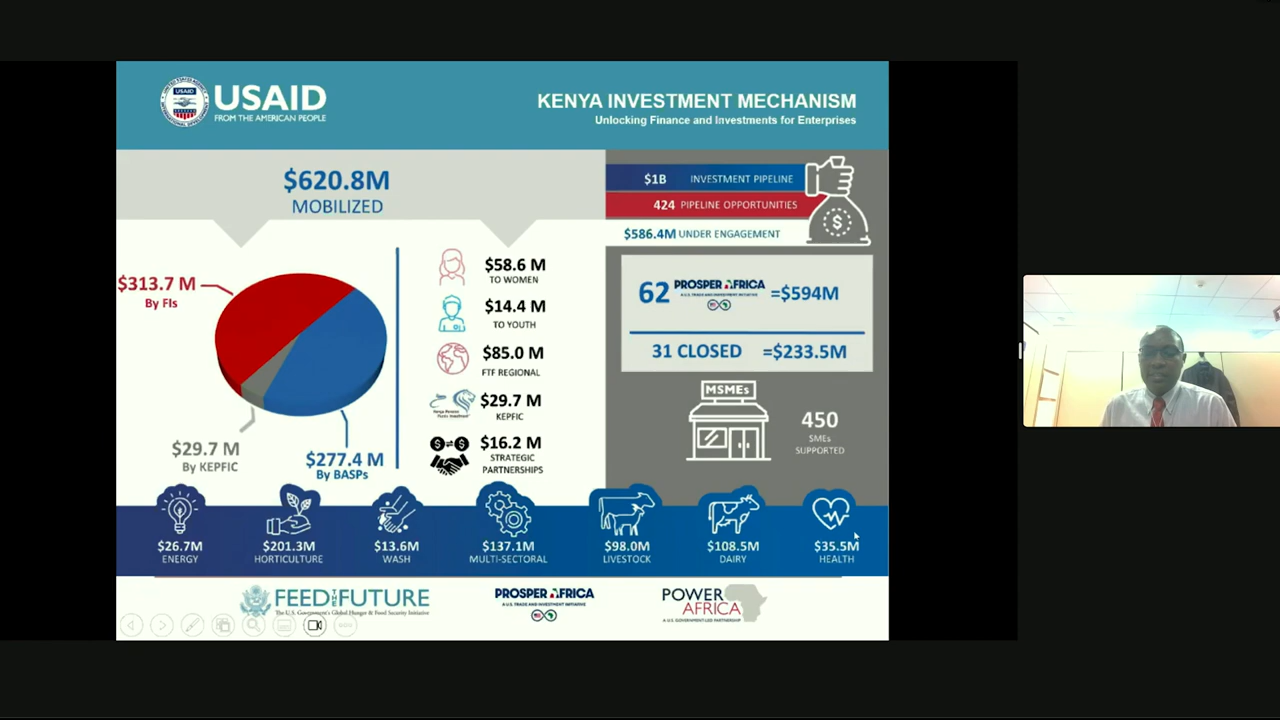 USAID
FROM THE AMERICAN PEOPLE
KENYA INVESTMENT MECHANISM
Unlocking Finance and Investments for Enterprises
$620.8M
MOBILIZED
$1B INVESTMENT PIPELINE
424 PIPELINE OPPORTUNITIES
$586.4M UNDER ENGAGEMENT
$313.7 M
By FIs
$29.7 M
By KEPFIC
$277.4 M
By BASPs
$58.6 M
TO WOMEN
$14.4 M
TO YOUTH
$85.0 M
FTF REGIONAL
$29.7 M
KEPFIC
$16.2 M
STRATEGIC
PARTNERSHIPS
62 PROSPER AFRICA =$594M
A U.S. TRADE AND INVESTMENT INITIATIVE
31 CLOSED =$233.5M
MSMEs
450
SMEs
SUPPORTED
$26.7M
ENERGY
$201.3M
HORTICULTURE
$13.6M
WASH
$137.1M
MULTI-SECTORAL
$98.0M
LIVESTOCK
$108.5M
DAIRY
$35.5M
HEALTH
FEED THE FUTURE
The U.S. Government's Global Hunger & Food Security Initiative
PROSPER AFRICA
A U.S. TRADE AND INVESTMENT INITIATIVE
POWER
AFRICA
A U.S. GOVERNMENT-LED PARTNERSHIP